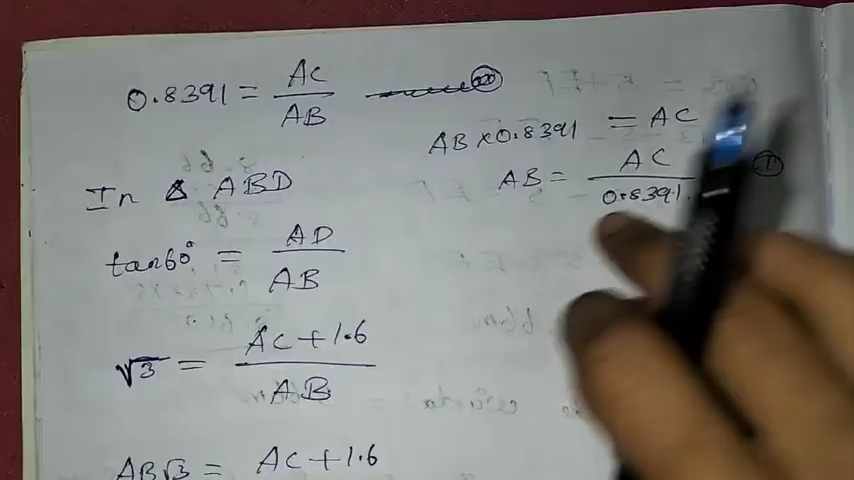 0.8391 = AC / AB
AB × 0.8391 = AC
AB = AC / 0.8391 ①
In Δ ABD
tan60° = AD / AB
√3 = AC + 1.6 / AB
AB√3 = AC + 1.6